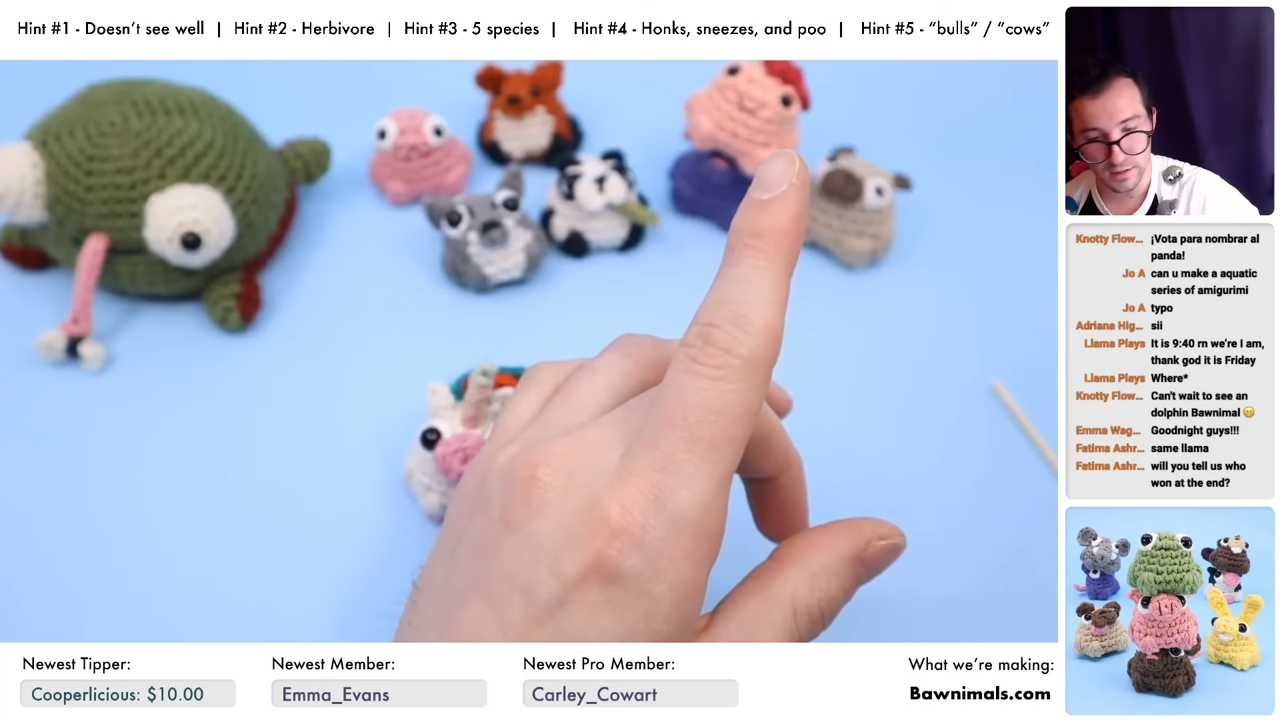 Hint #1 - Doesn't see well | Hint #2 - Herbivore | Hint #3 - 5 species | Hint #4 - Honks, sneezes, and poo | Hint #5 - “bulls” / “cows”
Knotty Flow... ¡Vota para nombrar al
panda!
Jo A can u make a aquatic
series of amigurimi
Jo A typo
Adriana Hig... sii
Llama Plays It is 9:40 rn we're I am,
thank god it is Friday
Llama Plays Where*
Knotty Flow... Can't wait to see an
dolphin Bawnimal 😁
Emma Wag... Goodnight guys!!!
Fatima Ashr... same llama
Fatima Ashr... will you tell us who
won at the end?
Newest Tipper: Newest Member: Newest Pro Member: What we're making:
Cooperlicious: $10.00 Emma_Evans Carley_Cowart Bawnimals.com